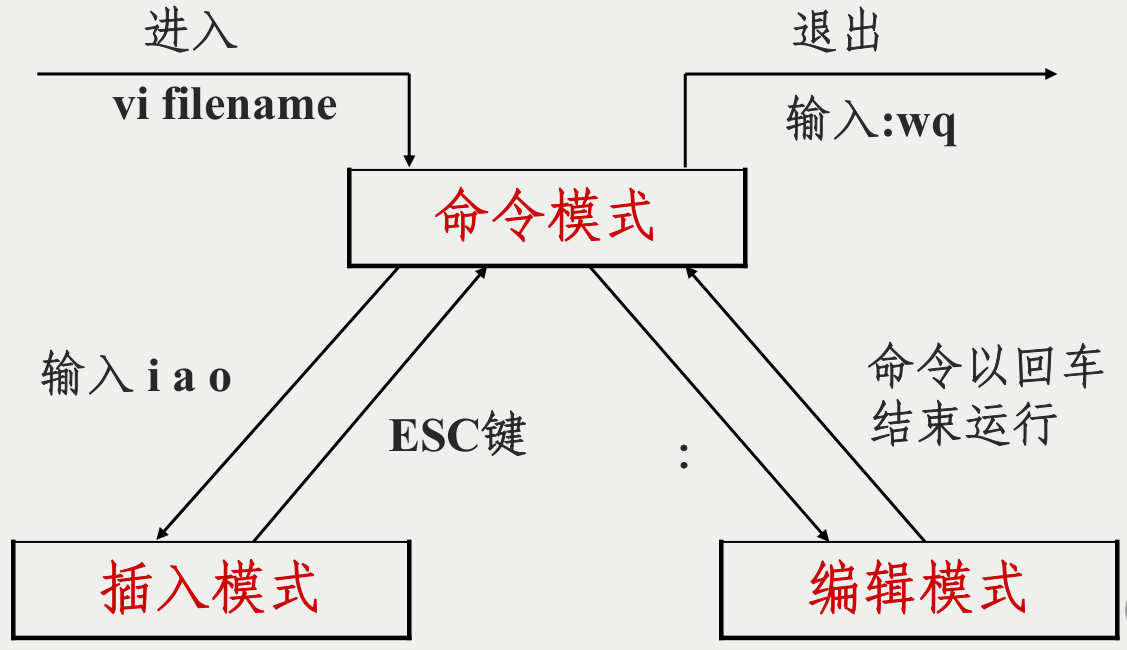 进入
vi filename
退出
输入:wq
命令模式
输入 i a o
ESC键
:
命令以回车
结束运行
插入模式
编辑模式